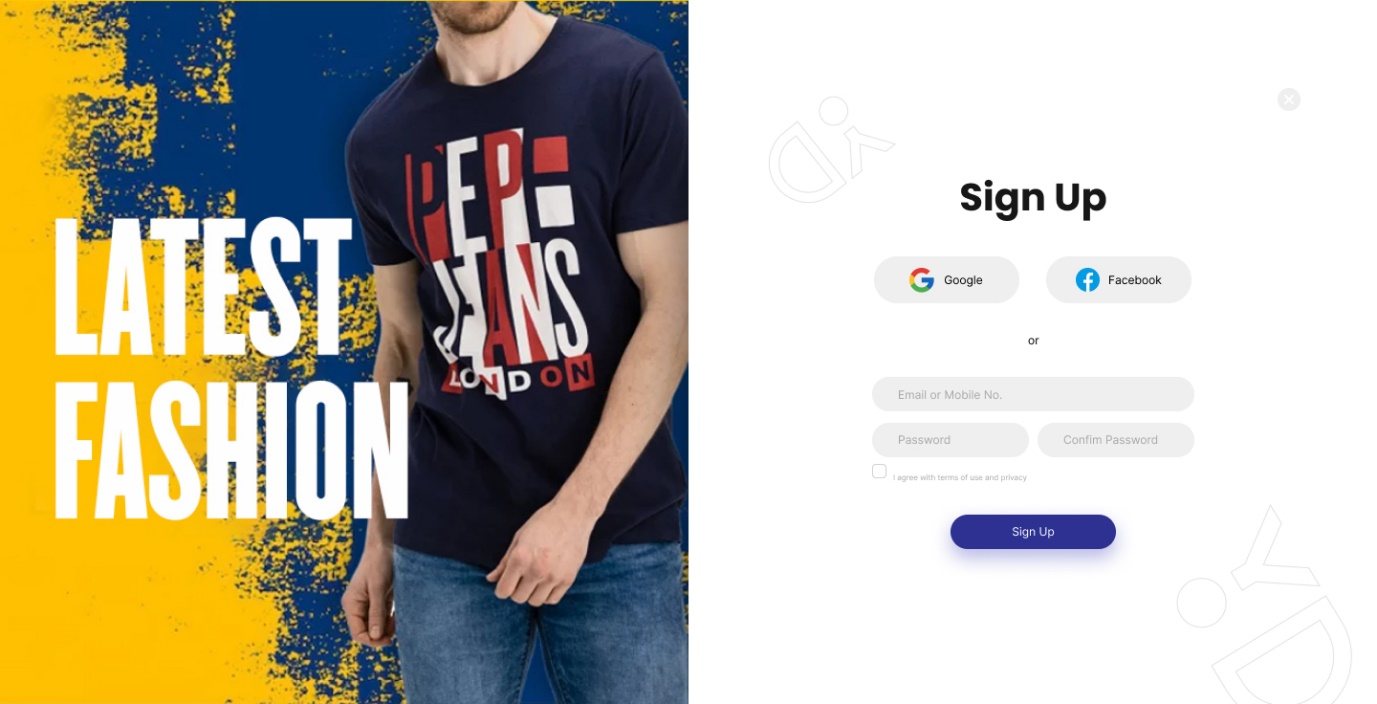 LATEST
FASHION
PEPE
JEANS
LONDON
Sign Up
Google
Facebook
or
Email or Mobile No.
Password
Confim Password
I agree with terms of use and privacy
Sign Up